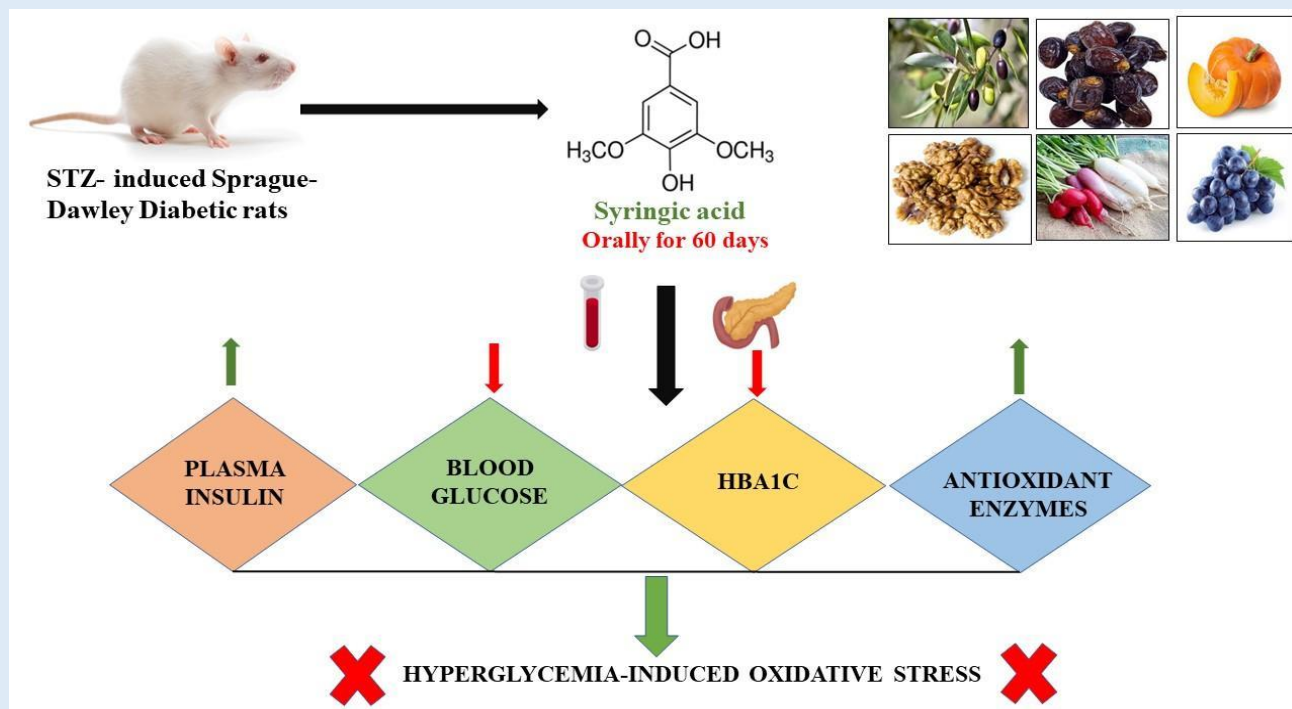 STZ- induced Sprague-
Dawley Diabetic rats
O
OH
H₃CO
OCH₃
OH
Syringic acid
Orally for 60 days
PLASMA
INSULIN
BLOOD
GLUCOSE
HBA1C
ANTIOXIDANT
ENZYMES
HYPERGLYCEMIA-INDUCED OXIDATIVE STRESS